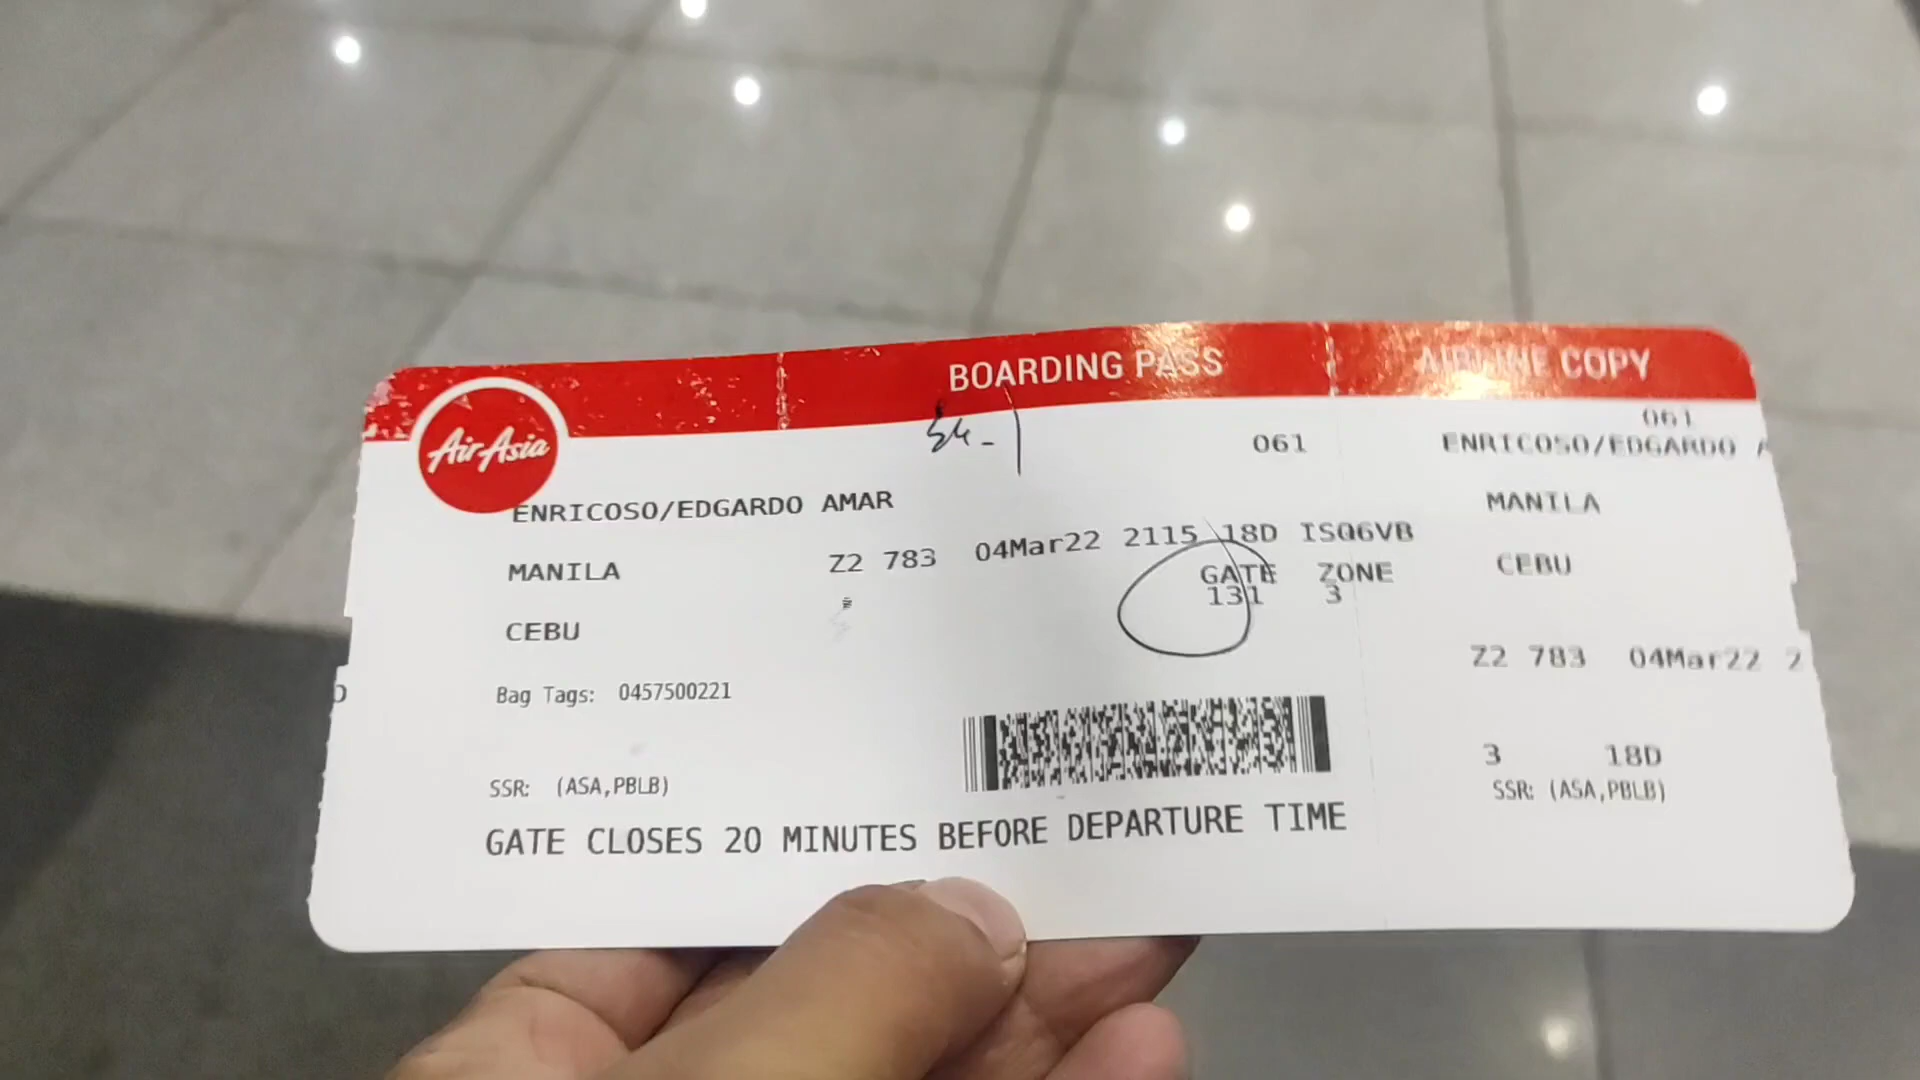 BOARDING PASS
AIRLINE COPY
AirAsia
061
ENRICOSO/EDGARDO AMAR
MANILA
Z2 783 04Mar22 2115 18D ISQ6VB
GATE ZONE
131 3
CEBU
Bag Tags: 0457500221
SSR: (ASA,PBLB)
GATE CLOSES 20 MINUTES BEFORE DEPARTURE TIME
061
ENRICOSO/EDGARDO A
MANILA
CEBU
Z2 783 04Mar22 2
3 18D
SSR: (ASA,PBLB)